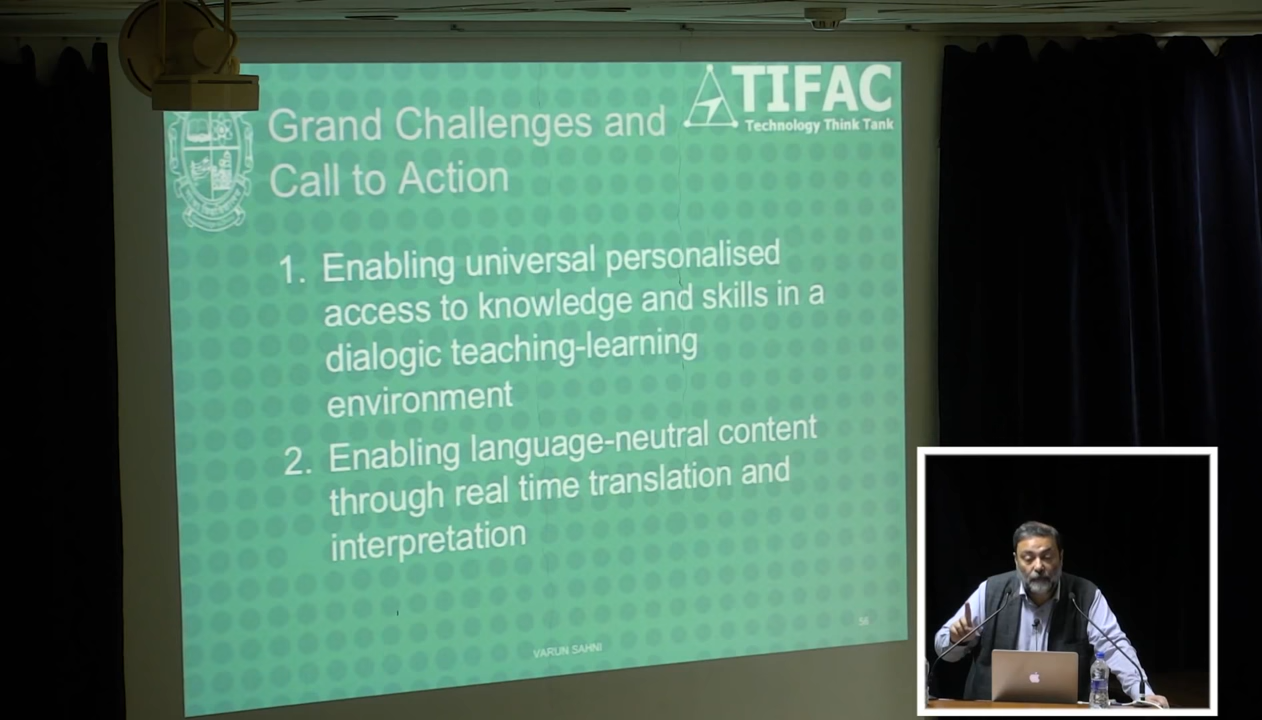 TIFAC
Technology Think Tank
Grand Challenges and
Call to Action
1. Enabling universal personalised
access to knowledge and skills in a
dialogic teaching-learning
environment
2. Enabling language-neutral content
through real time translation and
interpretation
VARUN SAHNI
56